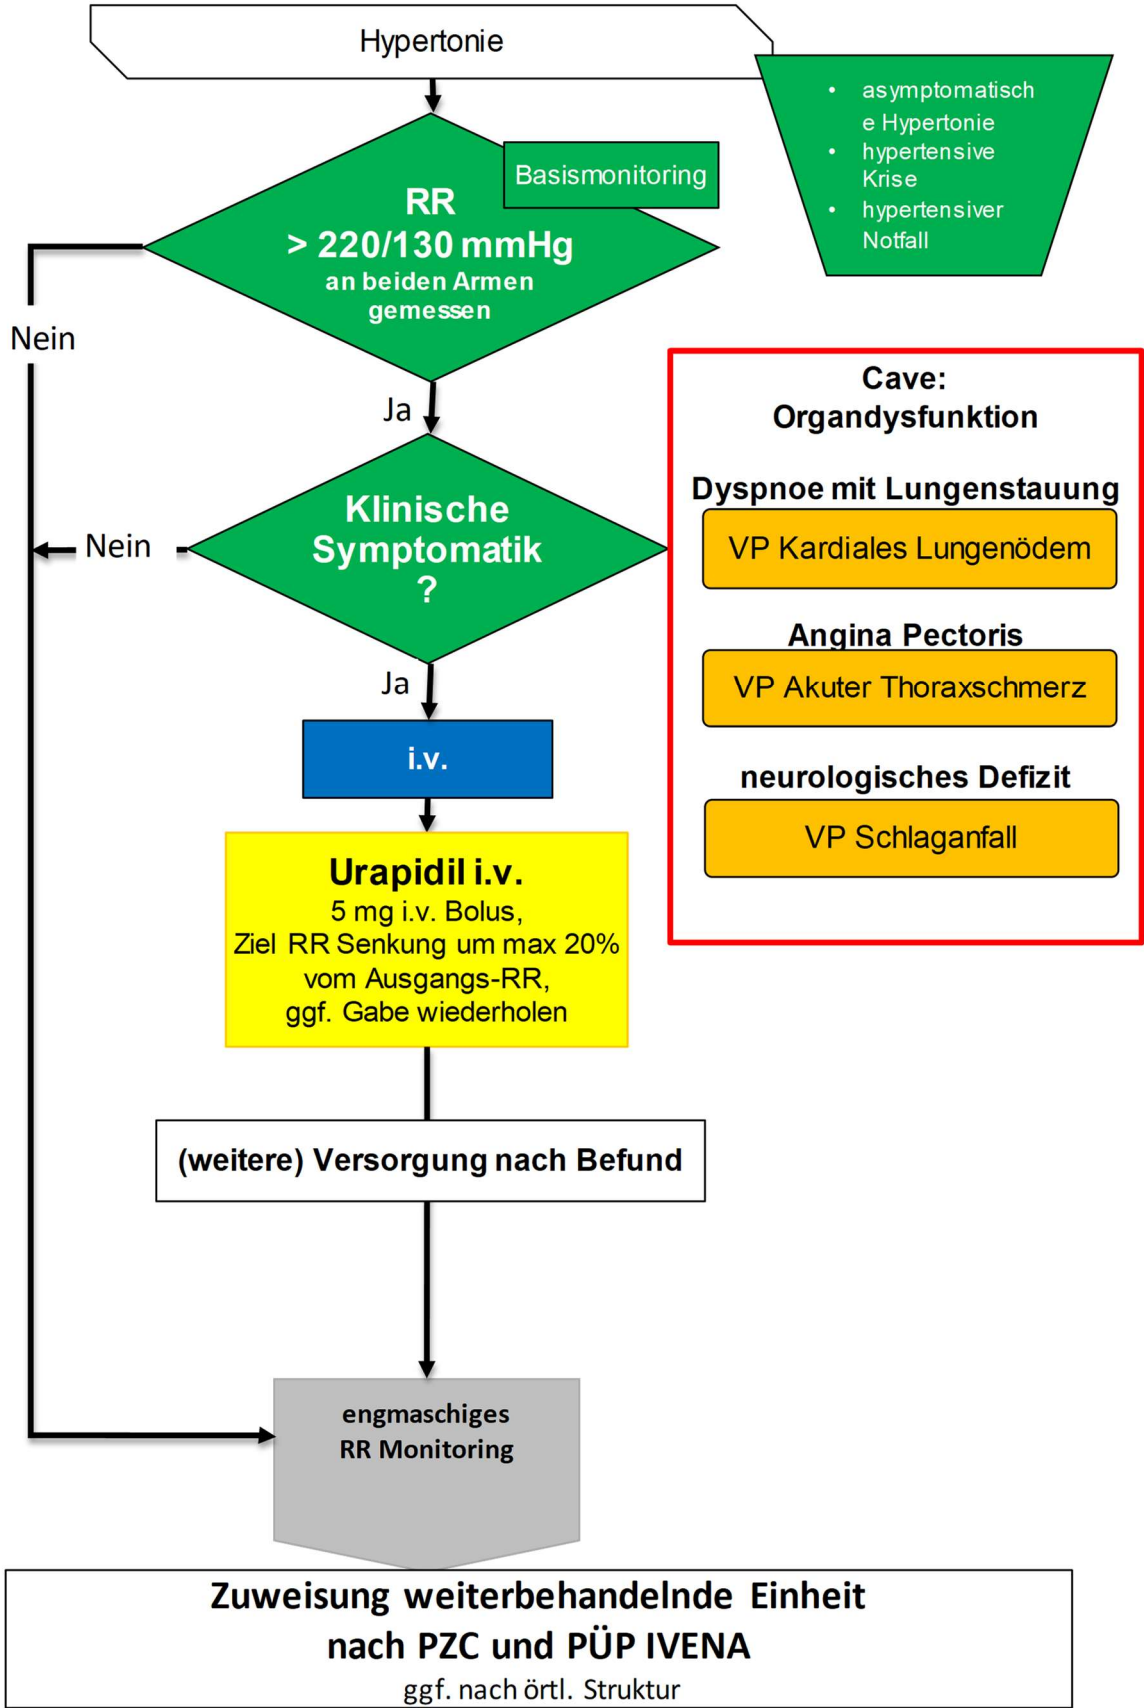 Hypertonie
• asymptomatisch
e Hypertonie
• hypertensive
Krise
• hypertensiver
Notfall
Basismonitoring
RR
> 220/130 mmHg
an beiden Armen
gemessen
Nein
Ja
Klinische
Symptomatik
?
Nein
Ja
Cave:
Organdysfunktion
Dyspnoe mit Lungenstauung
VP Kardiales Lungenödem
Angina Pectoris
VP Akuter Thoraxschmerz
neurologisches Defizit
VP Schlaganfall
i.v.
Urapidil i.v.
5 mg i.v. Bolus,
Ziel RR Senkung um max 20%
vom Ausgangs-RR,
ggf. Gabe wiederholen
(weitere) Versorgung nach Befund
engmaschiges
RR Monitoring
Zuweisung weiterbehandelnde Einheit
nach PZC und PÜP IVENA
ggf. nach örtl. Struktur